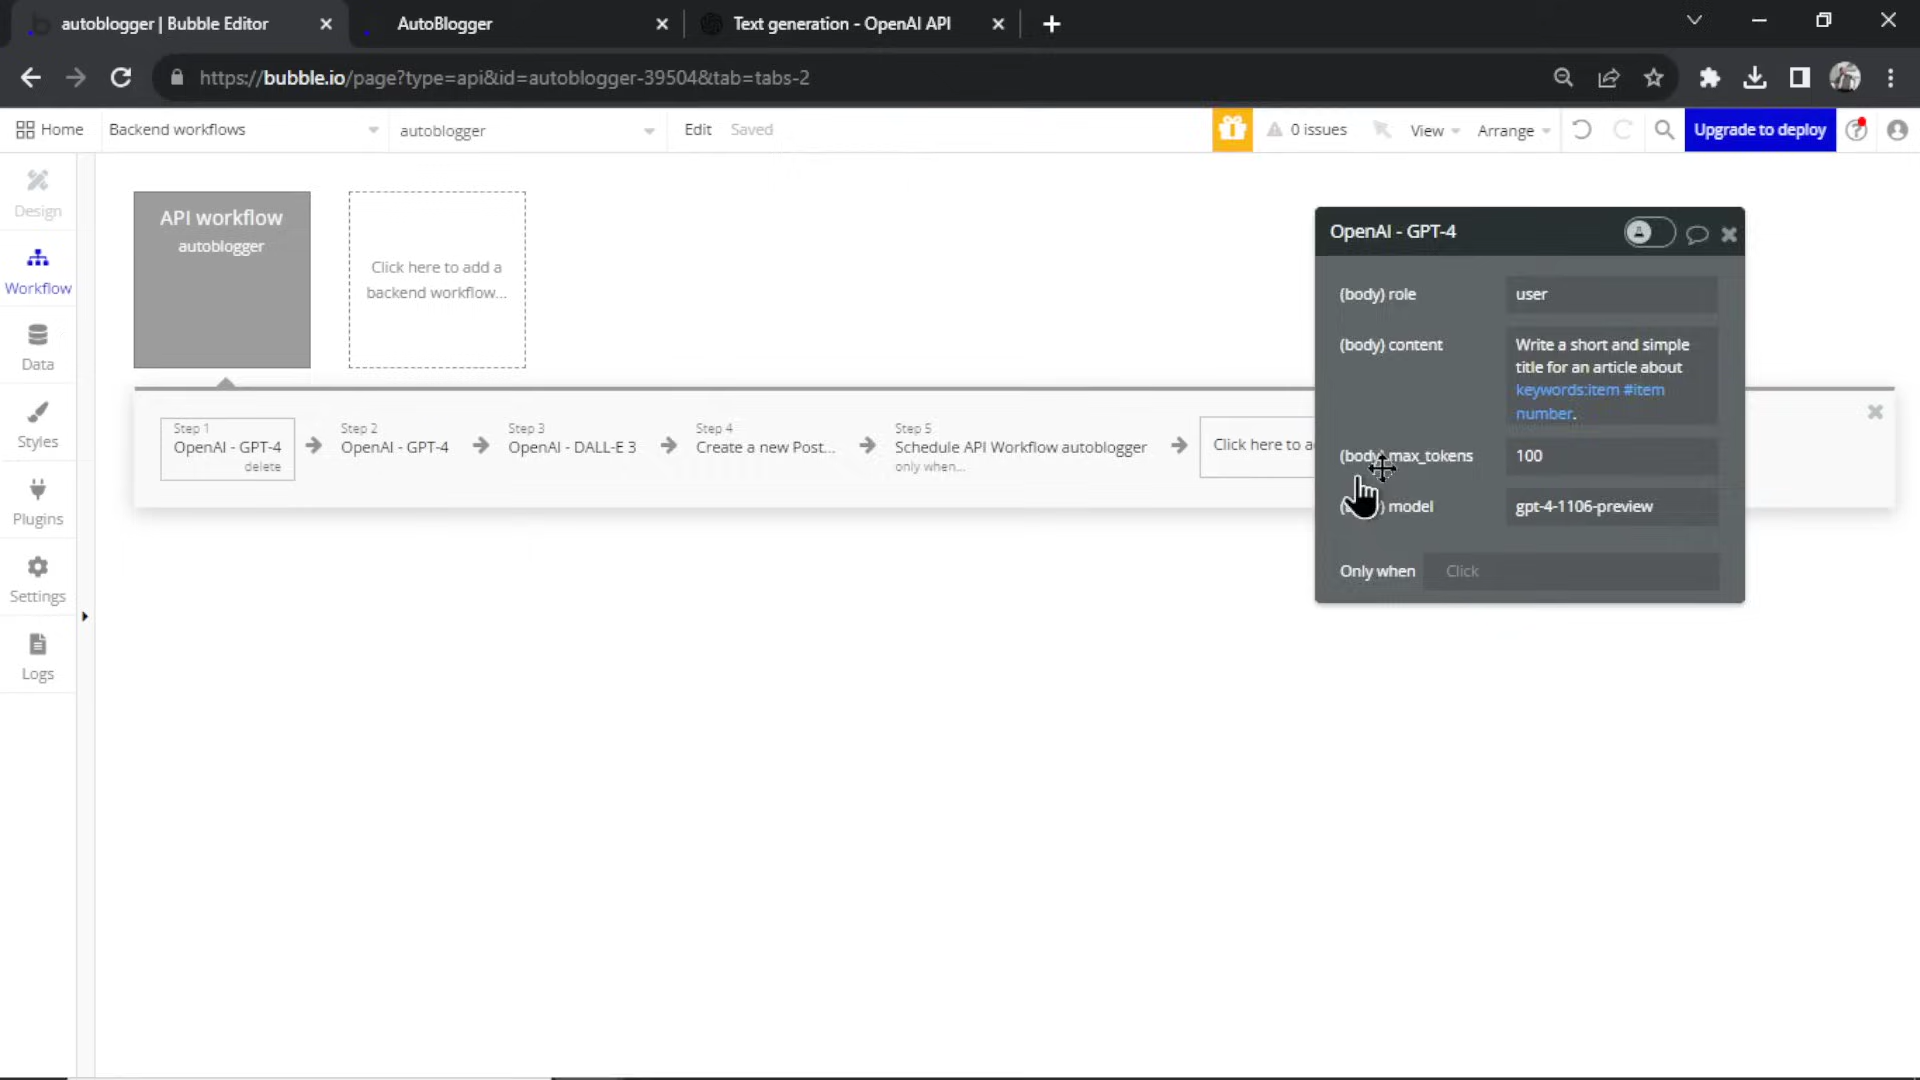 autoblogger | Bubble Editor
AutoBlogger
Text generation - OpenAI API
https://bubble.io/page?type=api&id=autoblogger-39504&tab=tabs-2
Home
Backend workflows
autoblogger
Edit
Saved
0 issues
View
Arrange
Upgrade to deploy
Design
Workflow
Data
Styles
Plugins
Settings
Logs
API workflow
autoblogger
Click here to add a
backend workflow...
Step 1
OpenAI - GPT-4
delete
Step 2
OpenAI - GPT-4
Step 3
OpenAI - DALL-E 3
Step 4
Create a new Post...
Step 5
Schedule API Workflow autoblogger
only when...
Click here to a
OpenAI - GPT-4
(body) role
user
(body) content
Write a short and simple
title for an article about
keywords:item #item
number.
(body) max_tokens
100
model
gpt-4-1106-preview
Only when
Click